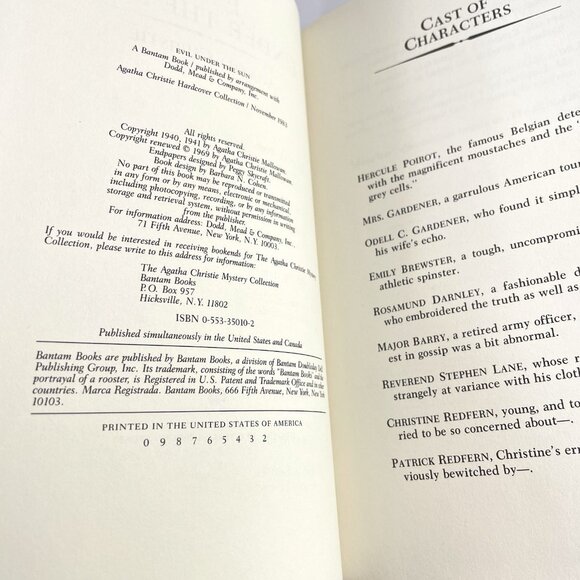 EVIL UNDER THE SUN
A Bantam Book / published by arrangement with
Dodd, Mead & Company, Inc.
Agatha Christie Hardcover Collection / November 1983
All rights reserved.
Copyright 1940, 1941 by Agatha Christie Mallowan.
Copyright renewed © 1969 by Agatha Christie Mallowan.
Endpapers designed by Peggy Skycraft.
Book design by Barbara N. Cohen.
No part of this book may be reproduced or transmitted
in any form or by any means, electronic or mechanical,
including photocopying, recording, or by any information
storage and retrieval system, without permission in writing
from the publisher.
For information address: Dodd, Mead & Company, Inc.
71 Fifth Avenue, New York, N.Y. 10003.
If you would be interested in receiving bookends for The Agatha Christie
Collection, please write to this address for information:
The Agatha Christie Mystery Collection
Bantam Books
P.O. Box 957
Hicksville, N.Y. 11802
ISBN 0-553-35010-2
Published simultaneously in the United States and Canada
Bantam Books are published by Bantam Books, a division of Bantam Doubleday Dell
Publishing Group, Inc. Its trademark, consisting of the words "Bantam Books" and the
portrayal of a rooster, is Registered in U.S. Patent and Trademark Office and in other
countries. Marca Registrada. Bantam Books, 666 Fifth Avenue, New York, New York
10103.
PRINTED IN THE UNITED STATES OF AMERICA
0 9 8 7 6 5 4 3 2
CAST OF
CHARACTERS
HERCULE POIROT, the famous Belgian dete
with the magnificent moustaches and the "
grey cells."
MRS. GARDENER, a garrulous American tour
ODELL C. GARDENER, who found it simpl
his wife's echo.
EMILY BREWSTER, a tough, uncompromi
athletic spinster.
ROSAMUND DARNLEY, a fashionable d
who embroidered the truth as well as
MAJOR BARRY, a retired army officer,
est in gossip was a bit abnormal.
REVEREND STEPHEN LANE, whose r
strangely at variance with his cloth
CHRISTINE REDFERN, young, and to
ried to be so concerned about—.
PATRICK REDFERN, Christine's err
viously bewitched by—.